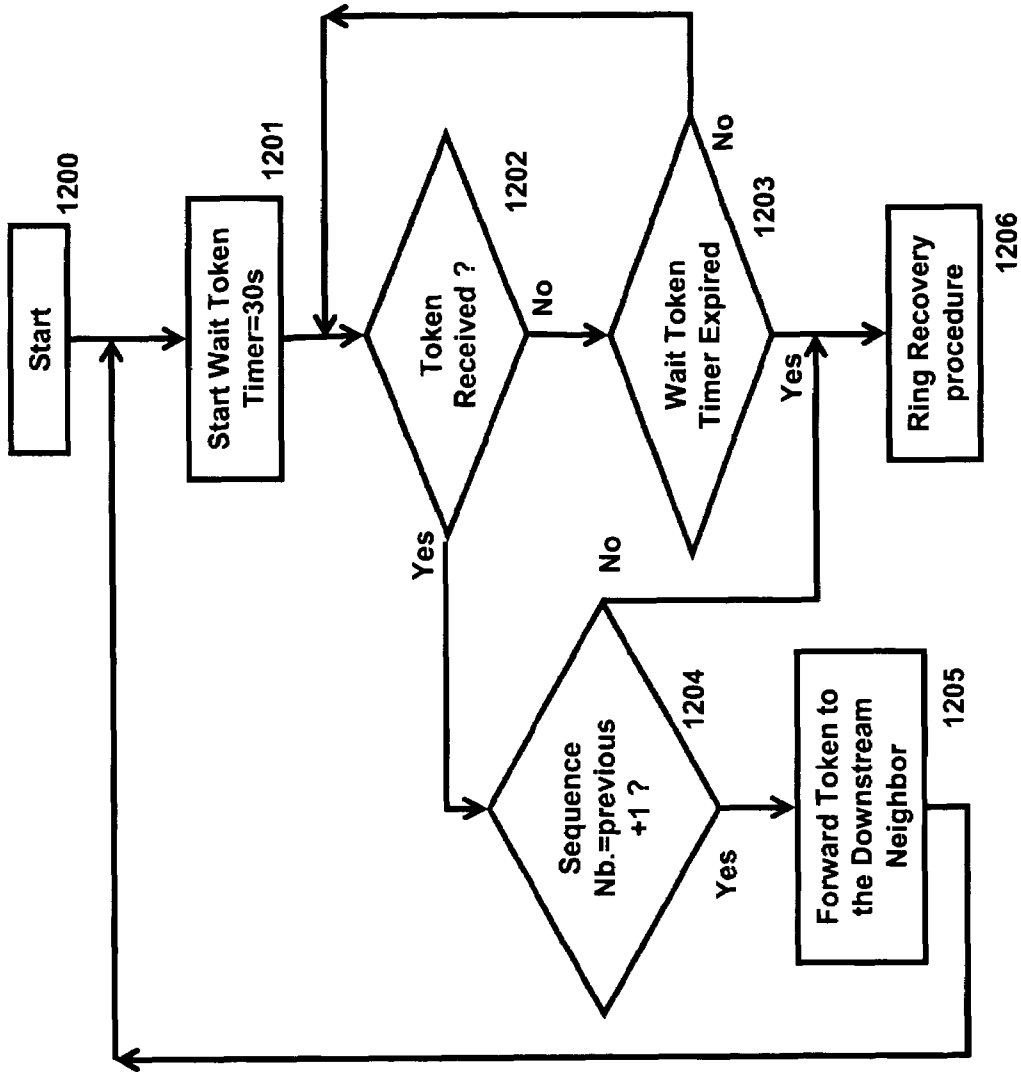 Start
1200
Start Wait Token
Timer=30s
1201
Token
Received ?
1202
Yes
No
Wait Token
Timer Expired
1203
No
Yes
Sequence
Nb.=previous
+1 ?
1204
No
Yes
Forward Token to
the Downstream
Neighbor
1205
Ring Recovery
procedure
1206